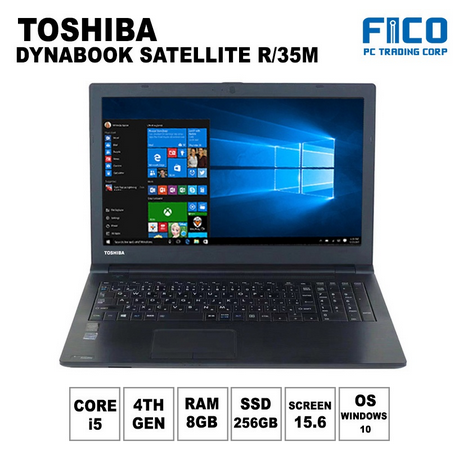 TOSHIBA
DYNABOOK SATELLITE R/35M
FICO
PC TRADING CORP
TOSHIBA
CORE
i5
4TH
GEN
RAM
8GB
SSD
256GB
SCREEN
15.6
OS
WINDOWS
10